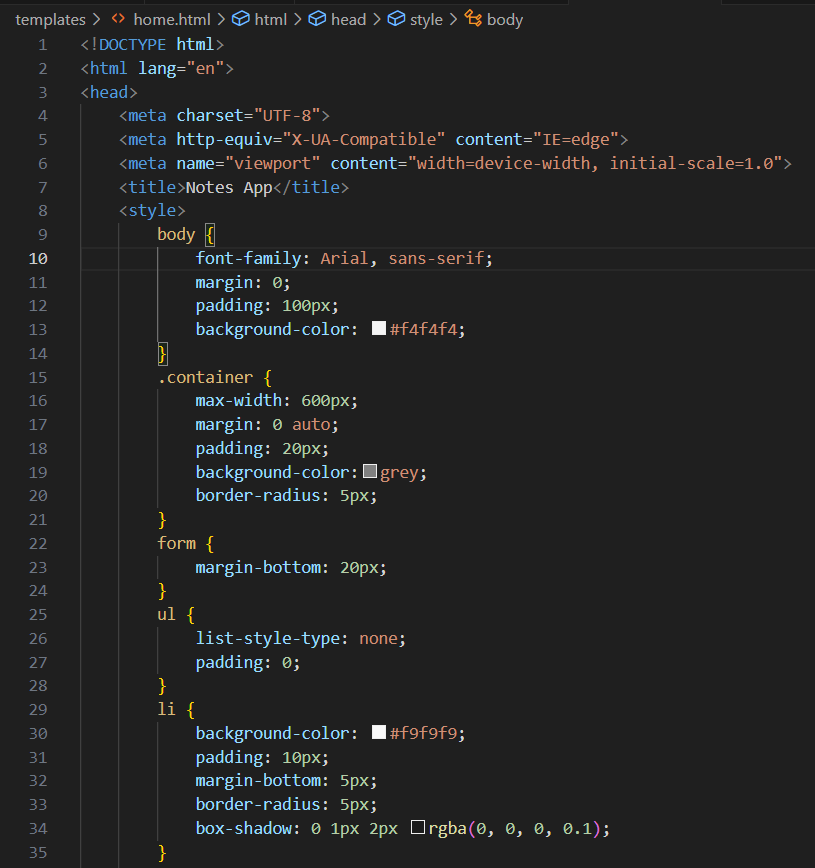 templates > home.html > html > head > style > body
1 <!DOCTYPE html>
2 <html lang="en">
3 <head>
4     <meta charset="UTF-8">
5     <meta http-equiv="X-UA-Compatible" content="IE=edge">
6     <meta name="viewport" content="width=device-width, initial-scale=1.0">
7     <title>Notes App</title>
8     <style>
9         body {
10             font-family: Arial, sans-serif;
11             margin: 0;
12             padding: 100px;
13             background-color: #f4f4f4;
14         }
15         .container {
16             max-width: 600px;
17             margin: 0 auto;
18             padding: 20px;
19             background-color: grey;
20             border-radius: 5px;
21         }
22         form {
23             margin-bottom: 20px;
24         }
25         ul {
26             list-style-type: none;
27             padding: 0;
28         }
29         li {
30             background-color: #f9f9f9;
31             padding: 10px;
32             margin-bottom: 5px;
33             border-radius: 5px;
34             box-shadow: 0 1px 2px rgba(0, 0, 0, 0.1);
35         }